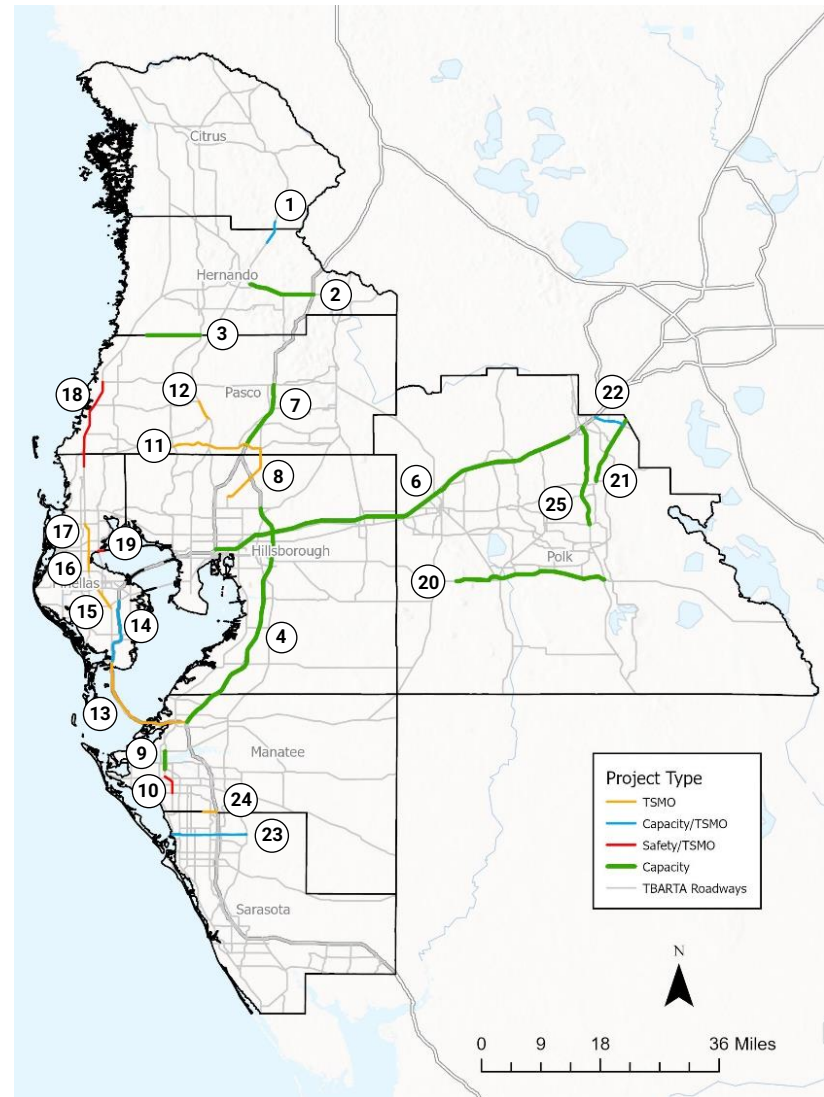 Citrus
1
Hernando
2
3
12
Pasco
7
18
22
11
8
6
21
25
17
19
Hillsborough
16
Pinellas
Polk
20
15
14
4
13
9
Manatee
10
24
23
Sarasota
Project Type
TSMO
Capacity/TSMO
Safety/TSMO
Capacity
TBARTA Roadways
N
0 9 18 36 Miles